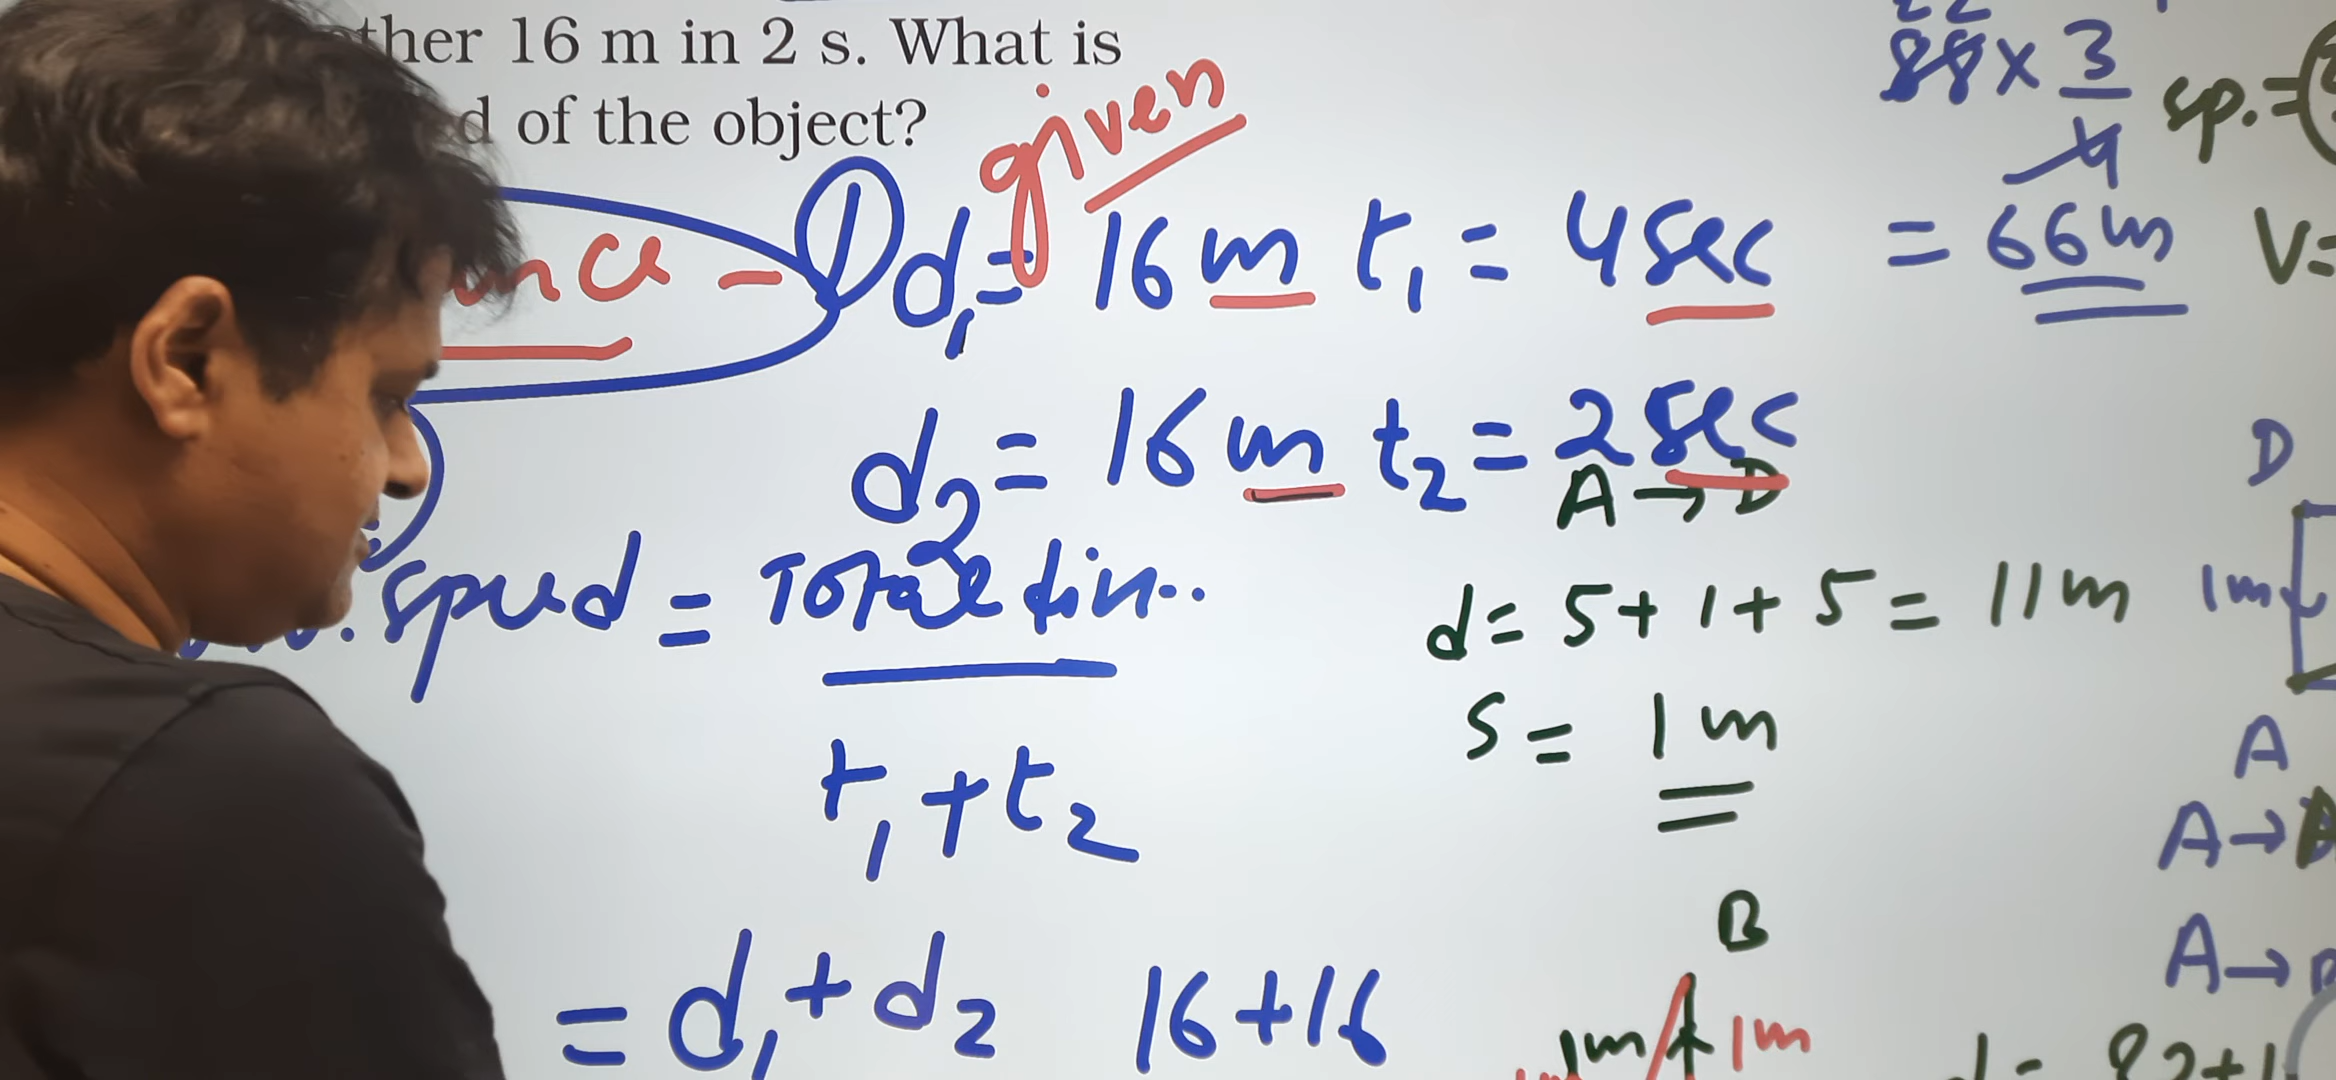 ther 16 m in 2 s. What is
d of the object?
given
nce - ① d₁ = 16 m t₁ = 4 sec
d₂ = 16 m t₂ = 2 sec
speed = Total dis..
t₁ + t₂
= d₁ + d₂ 16+16
A → D
d = 5 + 1 + 5 = 11 m
S = 1 m
B
1m 1m
22
88 × 3
4
= 66 m
sp. =
V =
D
1m
A
A →
A →